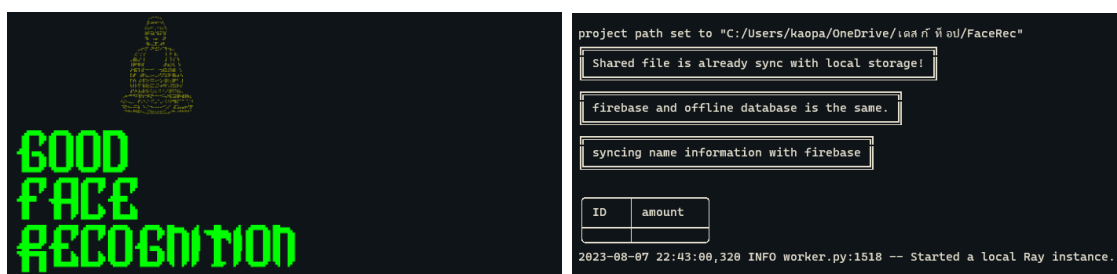 GOOD
FACE
RECOGNITION
project path set to "C:/Users/kaopa/OneDrive/เดสก์ท็อป/FaceRec"
Shared file is already sync with local storage!
firebase and offline database is the same.
syncing name information with firebase
ID amount
2023-08-07 22:43:00,320 INFO worker.py:1518 -- Started a local Ray instance.